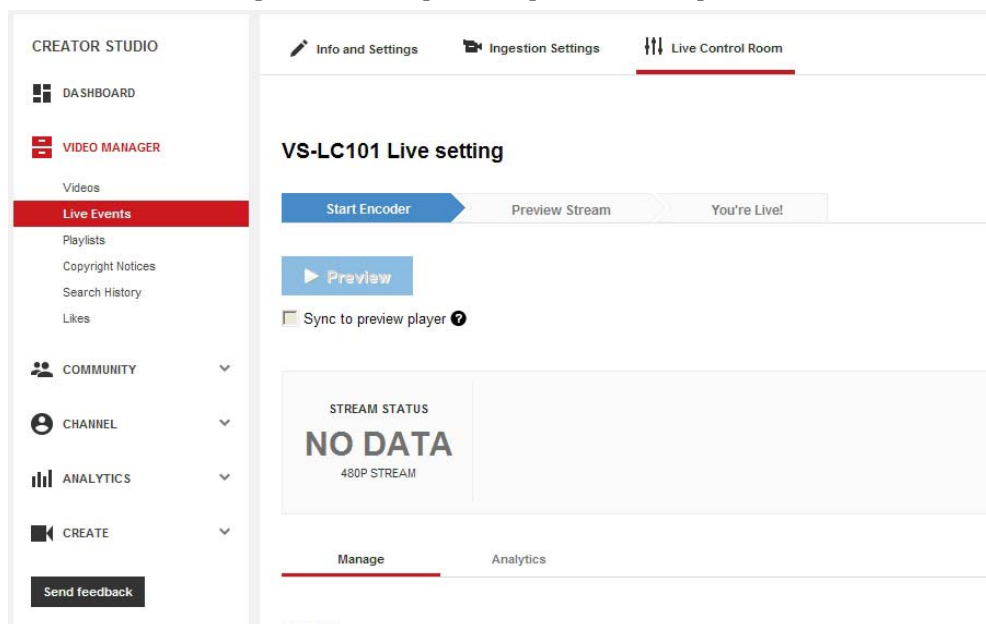 CREATOR STUDIO
DASHBOARD
VIDEO MANAGER
Videos
Live Events
Playlists
Copyright Notices
Search History
Likes
COMMUNITY
CHANNEL
ANALYTICS
CREATE
Send feedback
Info and Settings Ingestion Settings Live Control Room
VS-LC101 Live setting
Start Encoder Preview Stream You're Live!
Preview
Sync to preview player ?
STREAM STATUS
NO DATA
480P STREAM
Manage Analytics